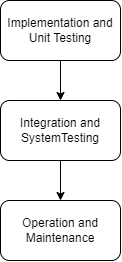 Implementation and
Unit Testing
Integration and
SystemTesting
Operation and
Maintenance